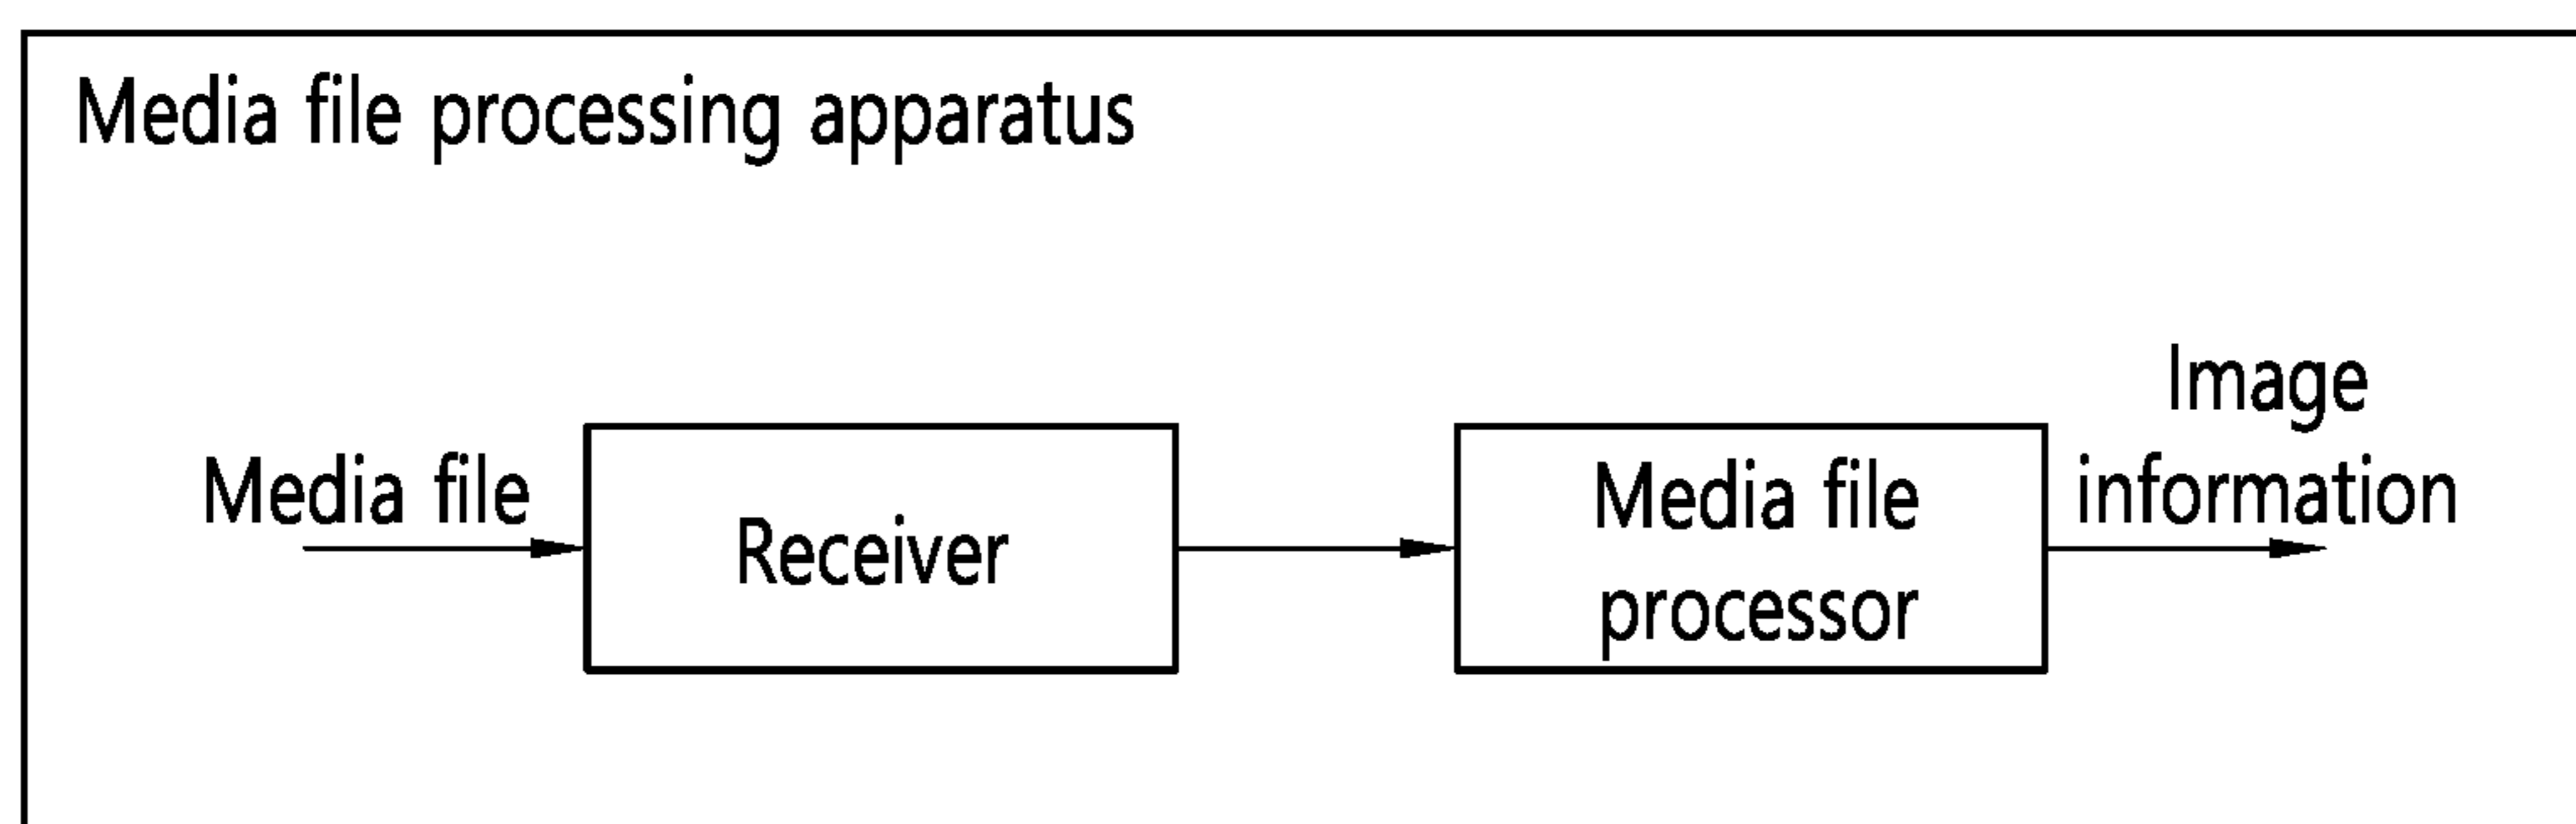 Media file processing apparatus
Image
information
Media file
Receiver
Media file
processor